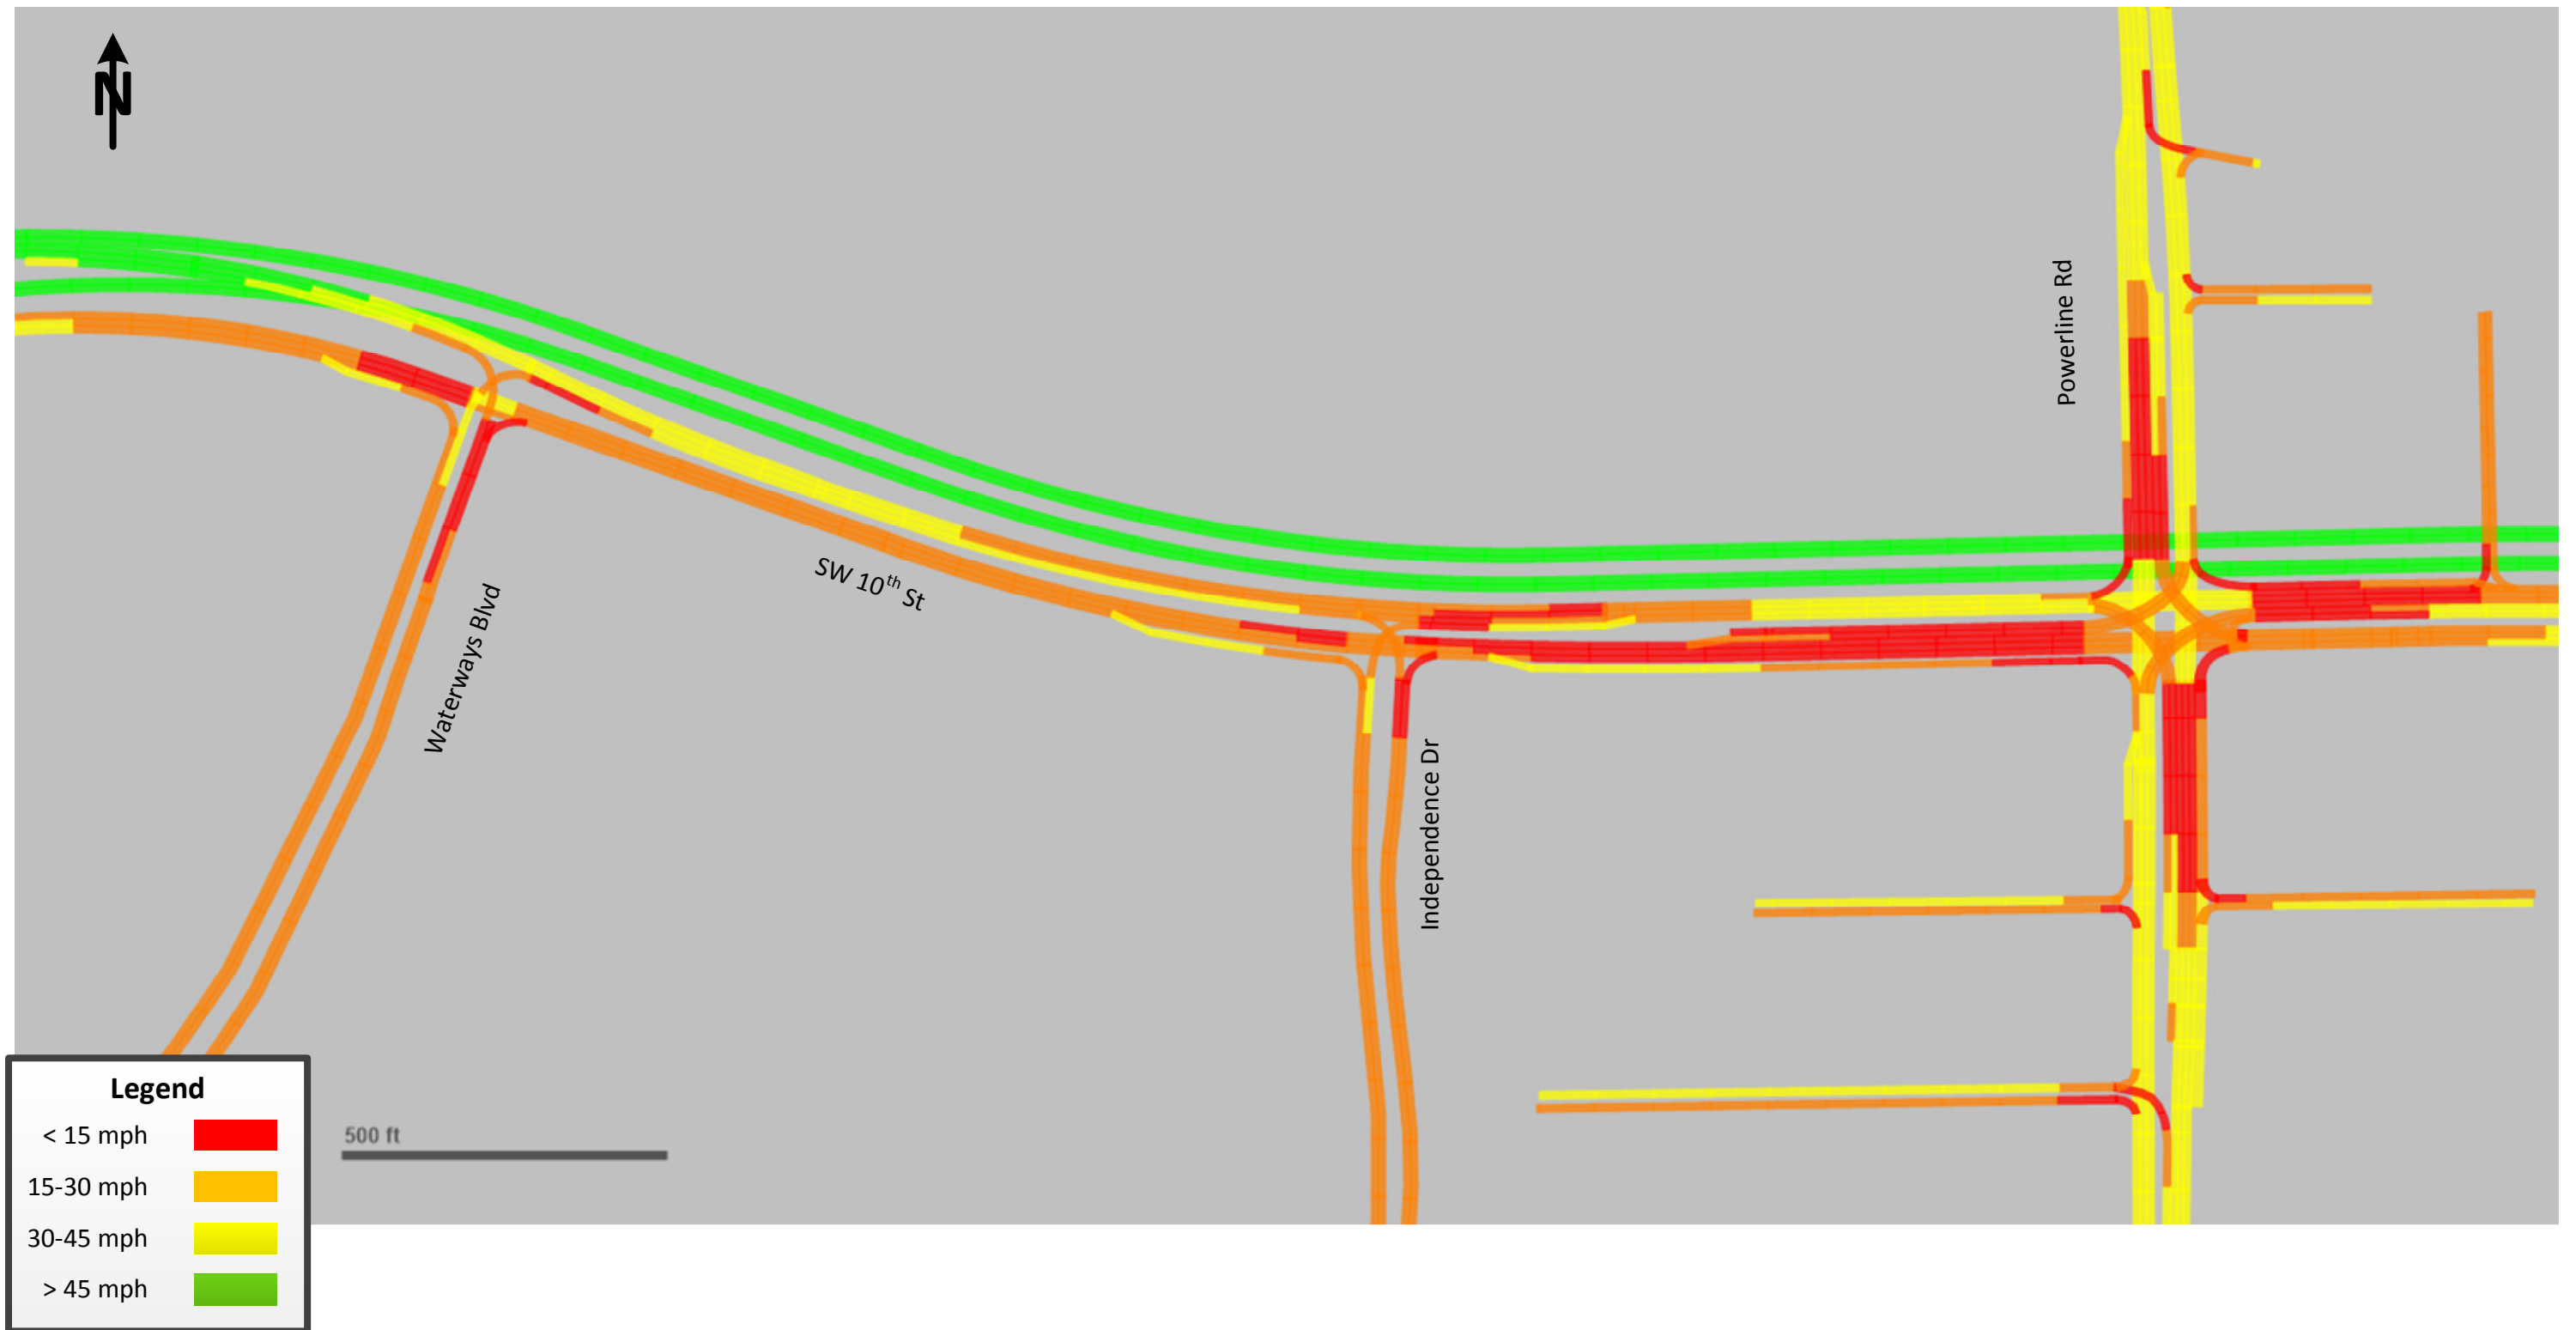 N
Powerline Rd
SW 10th St
Waterways Blvd
Independence Dr
Legend
< 15 mph
15-30 mph
30-45 mph
> 45 mph
500 ft